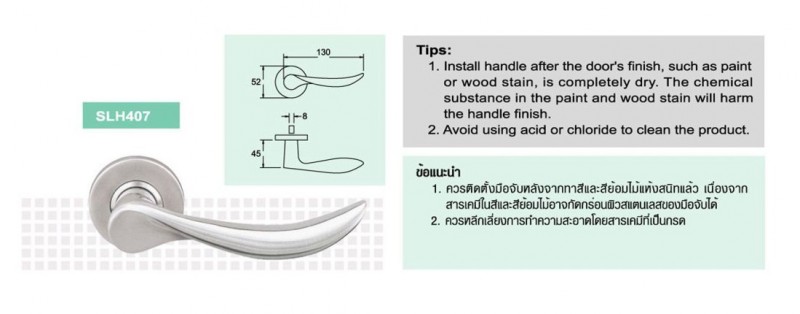 SLH407
130
52
8
45
Tips:
1. Install handle after the door's finish, such as paint
or wood stain, is completely dry. The chemical
substance in the paint and wood stain will harm
the handle finish.
2. Avoid using acid or chloride to clean the product.
ข้อแนะนำ
1. ควรติดตั้งมือจับหลังจากทาสีและสีย้อมไม้แห้งสนิทแล้ว เนื่องจาก
สารเคมีในสีและสีย้อมไม้อาจกัดกร่อนผิวสแตนเลสของมือจับได้
2. ควรหลีกเลี่ยงการทำความสะอาดโดยสารเคมีที่เป็นกรด